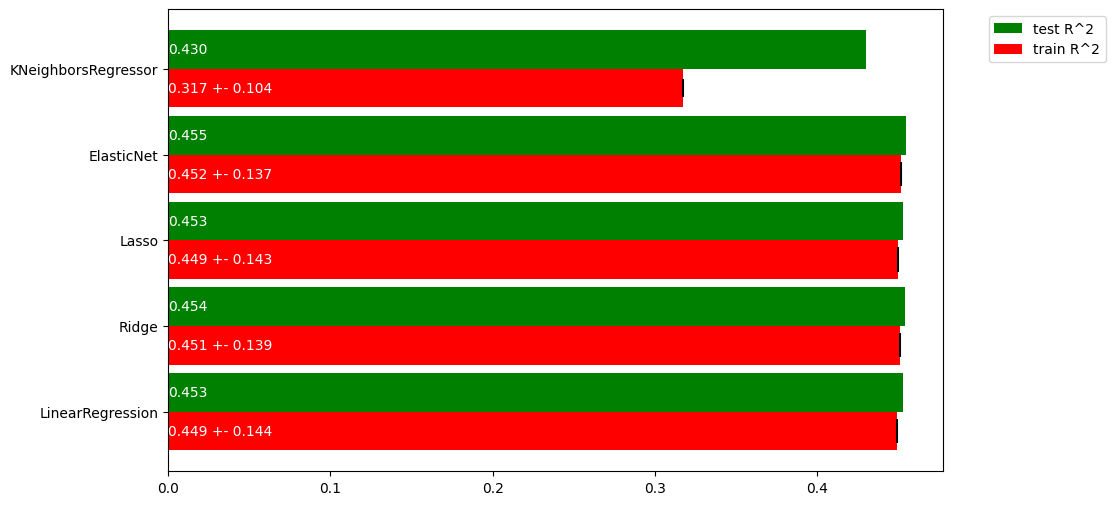 test R^2
train R^2
KNeighborsRegressor
0.430
0.317 +- 0.104
ElasticNet
0.455
0.452 +- 0.137
Lasso
0.453
0.449 +- 0.143
Ridge
0.454
0.451 +- 0.139
LinearRegression
0.453
0.449 +- 0.144
0.0 0.1 0.2 0.3 0.4